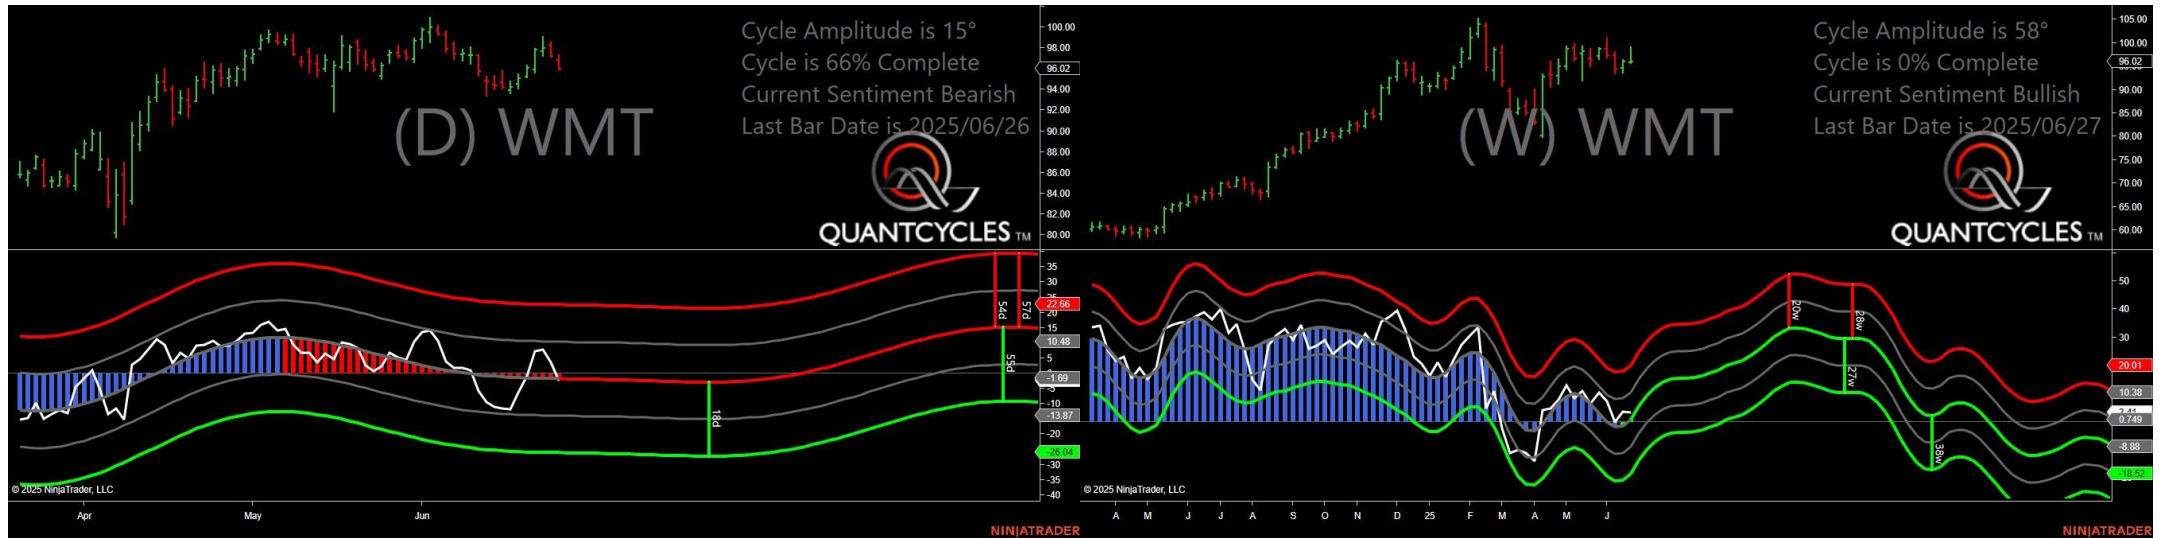 Cycle Amplitude is 15°
Cycle is 66% Complete
Current Sentiment Bearish
Last Bar Date is 2025/06/26
(D) WMT
QUANTCYCLES TM
100.00
98.00
96.02
94.00
92.00
90.00
88.00
86.00
84.00
82.00
80.00
35
22.66
20
15
10.48
5
-1.69
-10
-13.87
-20
-26.04
-30
-35
-40
54d
57d
55d
18d
© 2025 NinjaTrader, LLC
Apr
May
Jun
NINJATRADER
Cycle Amplitude is 58°
Cycle is 0% Complete
Current Sentiment Bullish
Last Bar Date is 2025/06/27
(W) WMT
QUANTCYCLES TM
105.00
100.00
96.02
90.00
85.00
80.00
75.00
70.00
65.00
60.00
50
40
30
20.01
10.38
0.749
-8.88
-18.52
20w
28w
27w
38w
© 2025 NinjaTrader, LLC
A M J J A S O N D 25 F M A M J
NINJATRADER